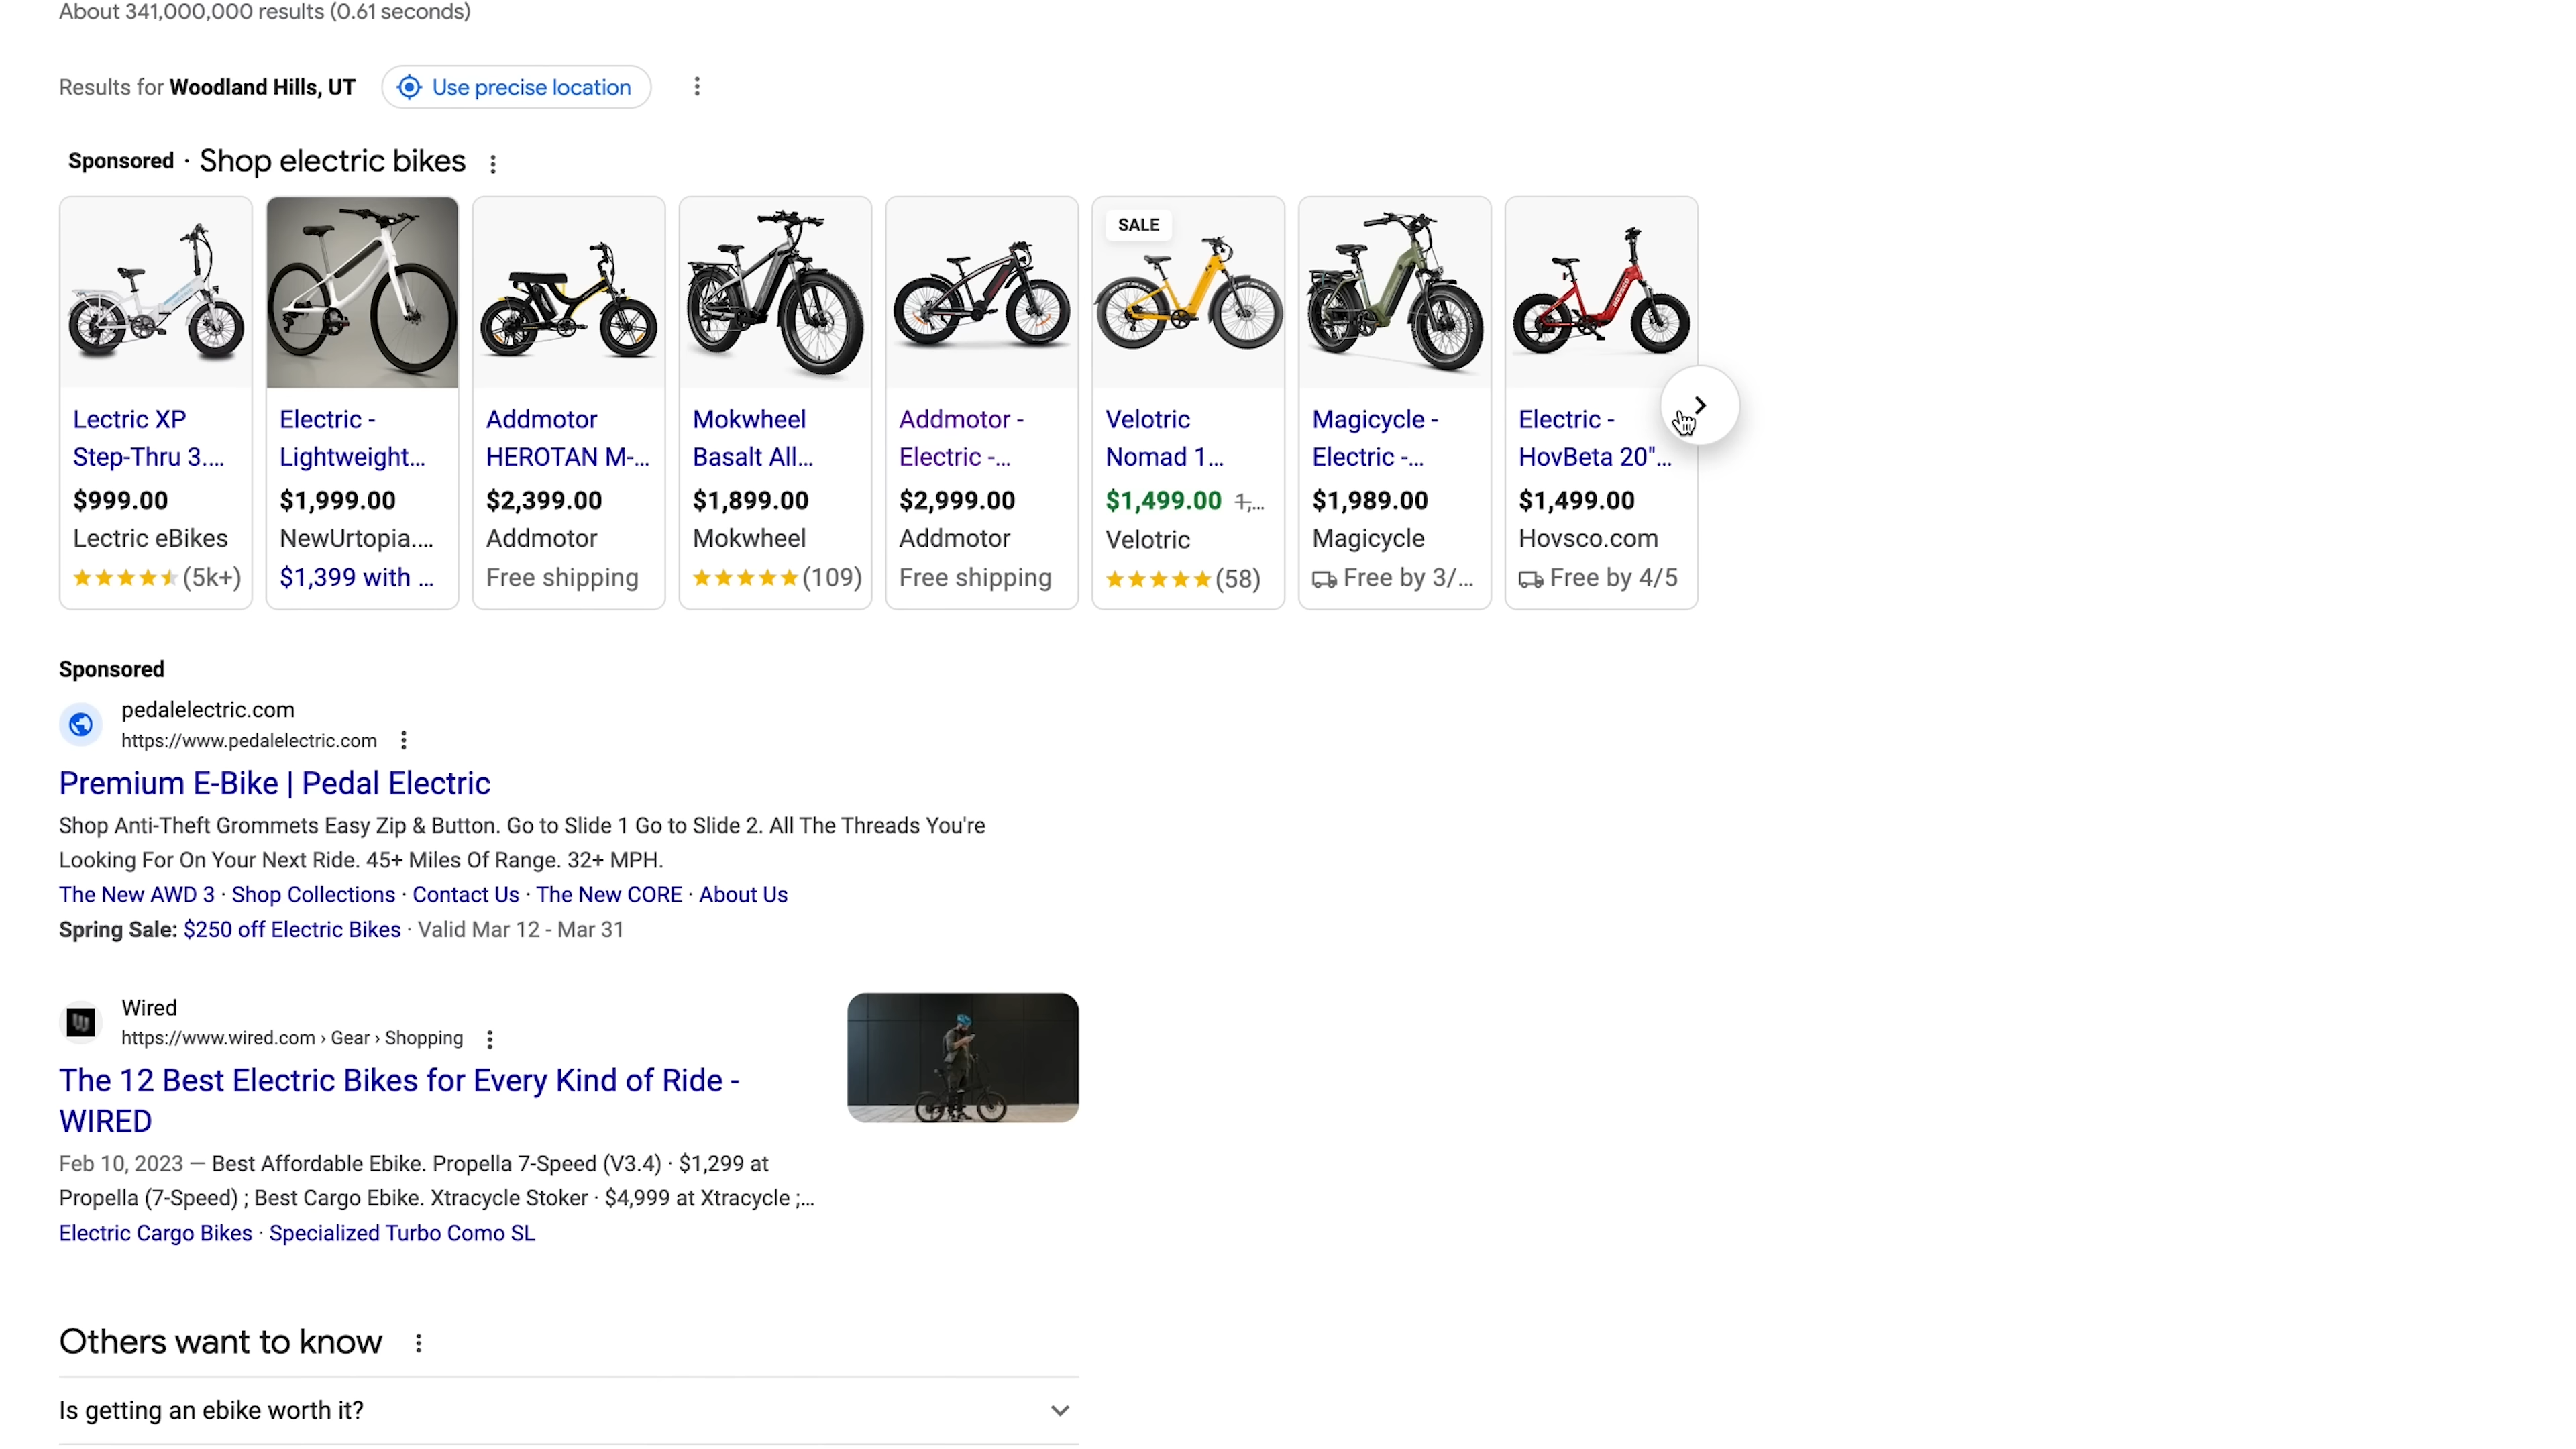 About 341,000,000 results (0.61 seconds)
Results for Woodland Hills, UT
Use precise location
Sponsored · Shop electric bikes
Lectric XP
Step-Thru 3....
$999.00
Lectric eBikes
(5k+)
Electric -
Lightweight...
$1,999.00
NewUrtopia....
$1,399 with ...
Addmotor
HEROTAN M-...
$2,399.00
Addmotor
Free shipping
Mokwheel
Basalt All...
$1,899.00
Mokwheel
(109)
Addmotor -
Electric -...
$2,999.00
Addmotor
Free shipping
SALE
Velotric
Nomad 1...
$1,499.00 1,...
Velotric
(58)
Magicycle -
Electric -...
$1,989.00
Magicycle
Free by 3/...
Electric -
HovBeta 20"...
$1,499.00
Hovsco.com
Free by 4/5
Sponsored
pedalelectric.com
https://www.pedalelectric.com
Premium E-Bike | Pedal Electric
Shop Anti-Theft Grommets Easy Zip & Button. Go to Slide 1 Go to Slide 2. All The Threads You're
Looking For On Your Next Ride. 45+ Miles Of Range. 32+ MPH.
The New AWD 3 · Shop Collections · Contact Us · The New CORE · About Us
Spring Sale: $250 off Electric Bikes · Valid Mar 12 - Mar 31
Wired
https://www.wired.com › Gear › Shopping
The 12 Best Electric Bikes for Every Kind of Ride -
WIRED
Feb 10, 2023 — Best Affordable Ebike. Propella 7-Speed (V3.4) · $1,299 at
Propella (7-Speed) ; Best Cargo Ebike. Xtracycle Stoker · $4,999 at Xtracycle ;...
Electric Cargo Bikes · Specialized Turbo Como SL
Others want to know
Is getting an ebike worth it?